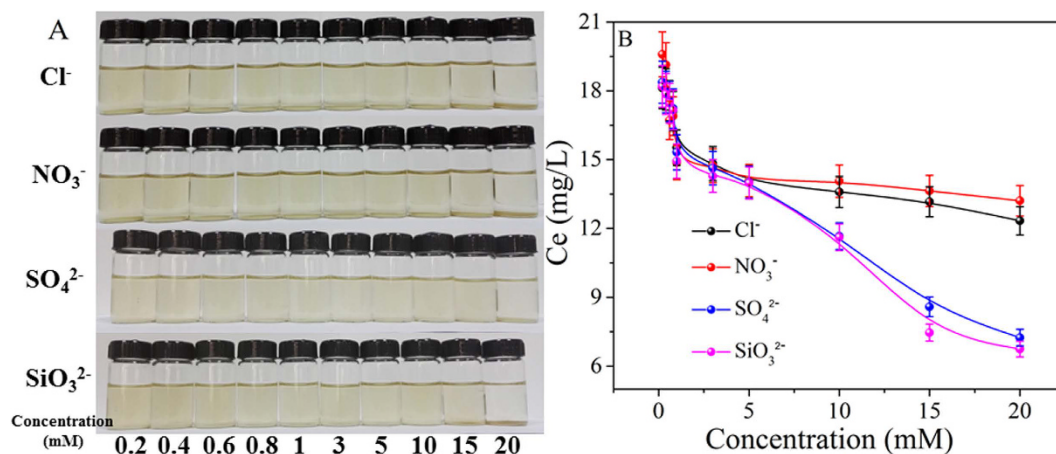 A
Cl⁻
NO₃⁻
SO₄²⁻
SiO₃²⁻
Concentration
(mM)
0.2 0.4 0.6 0.8 1 3 5 10 15 20
B
21
18
15
12
9
6
Ce (mg/L)
Cl⁻
NO₃⁻
SO₄²⁻
SiO₃²⁻
0 5 10 15 20
Concentration (mM)